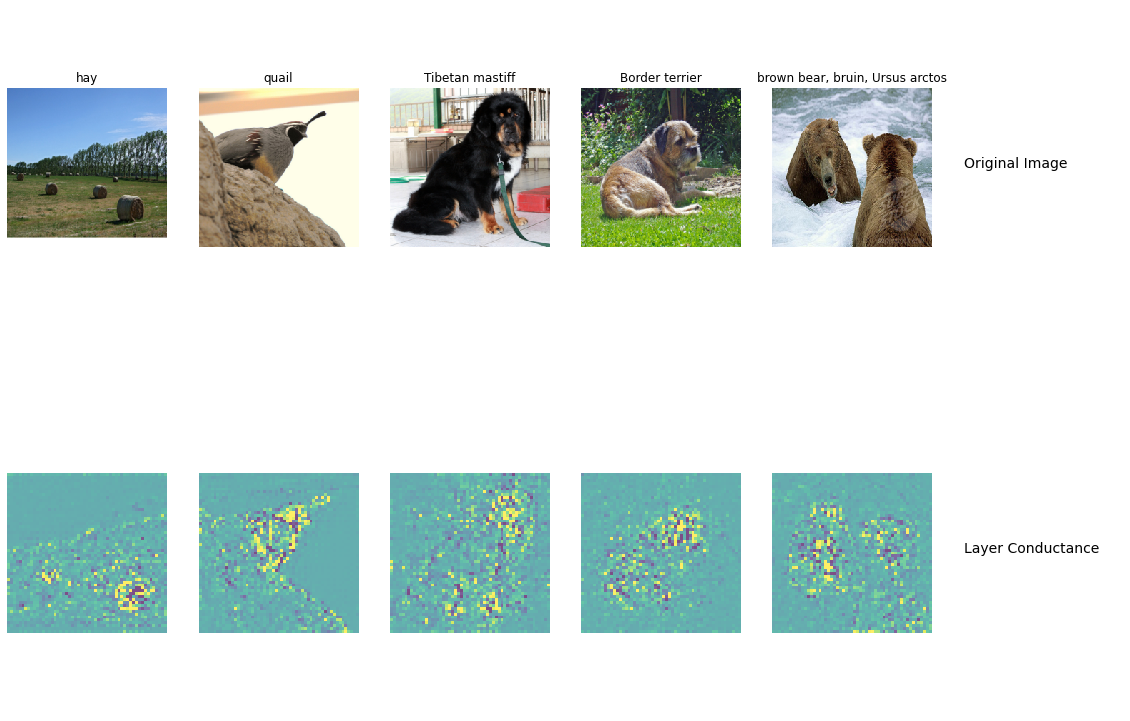 hay
quail
Tibetan mastiff
Border terrier
brown bear, bruin, Ursus arctos
Original Image
Layer Conductance